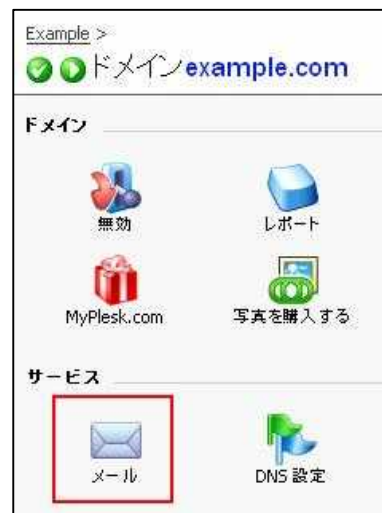 Example >
ドメインexample.com
ドメイン
無効
レポート
MyPlesk.com
写真を購入する
サービス
メール
DNS 設定